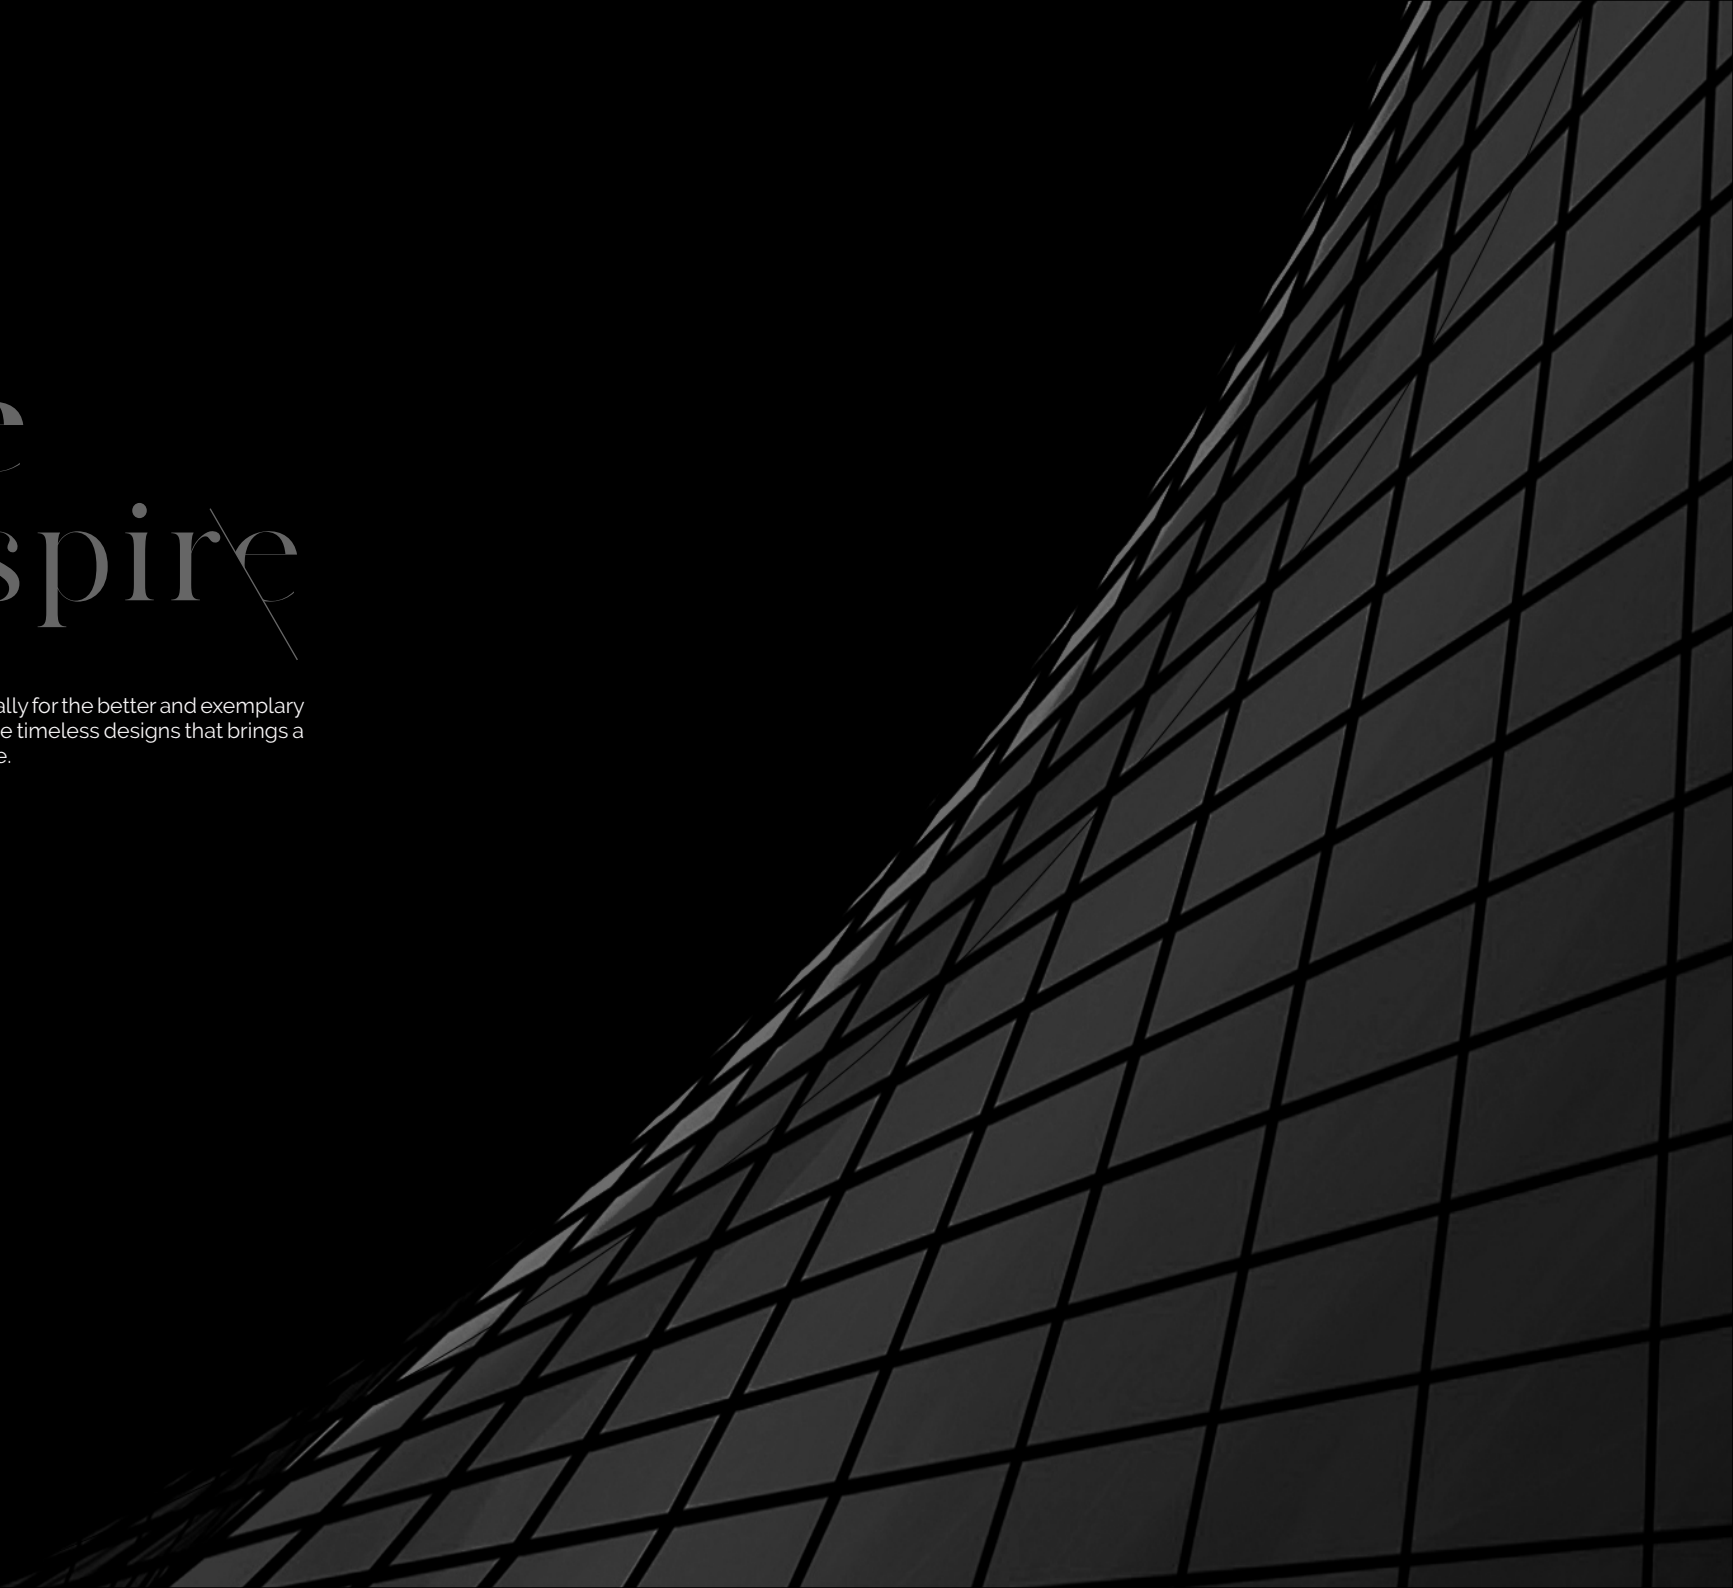 e
spire
ally for the better and exemplary
e timeless designs that brings a
e.